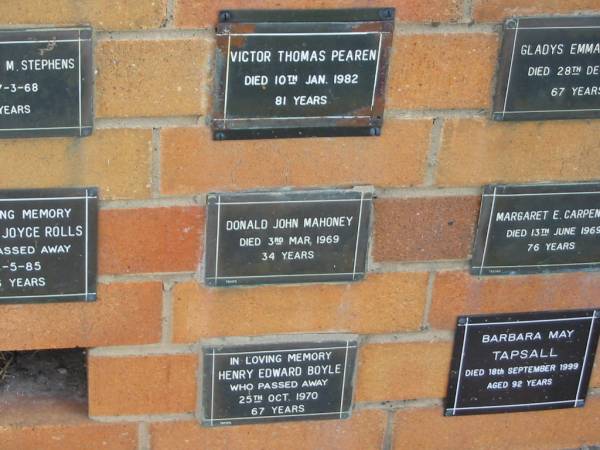 M. STEPHENS
-3-68
YEARS
VICTOR THOMAS PEAREN
DIED 10TH JAN. 1982
81 YEARS
GLADYS EMMA
DIED 28TH DE
67 YEA
NG MEMORY
JOYCE ROLLS
ASSED AWAY
-5-85
YEARS
DONALD JOHN MAHONEY
DIED 3RD MAR, 1969
34 YEARS
MARGARET E. CARPEN
DIED 13TH JUNE 1969
76 YEARS
IN LOVING MEMORY
HENRY EDWARD BOYLE
WHO PASSED AWAY
25TH OCT. 1970
67 YEARS
BARBARA MAY
TAPSALL
DIED 18th SEPTEMBER 1999
AGED 92 YEARS